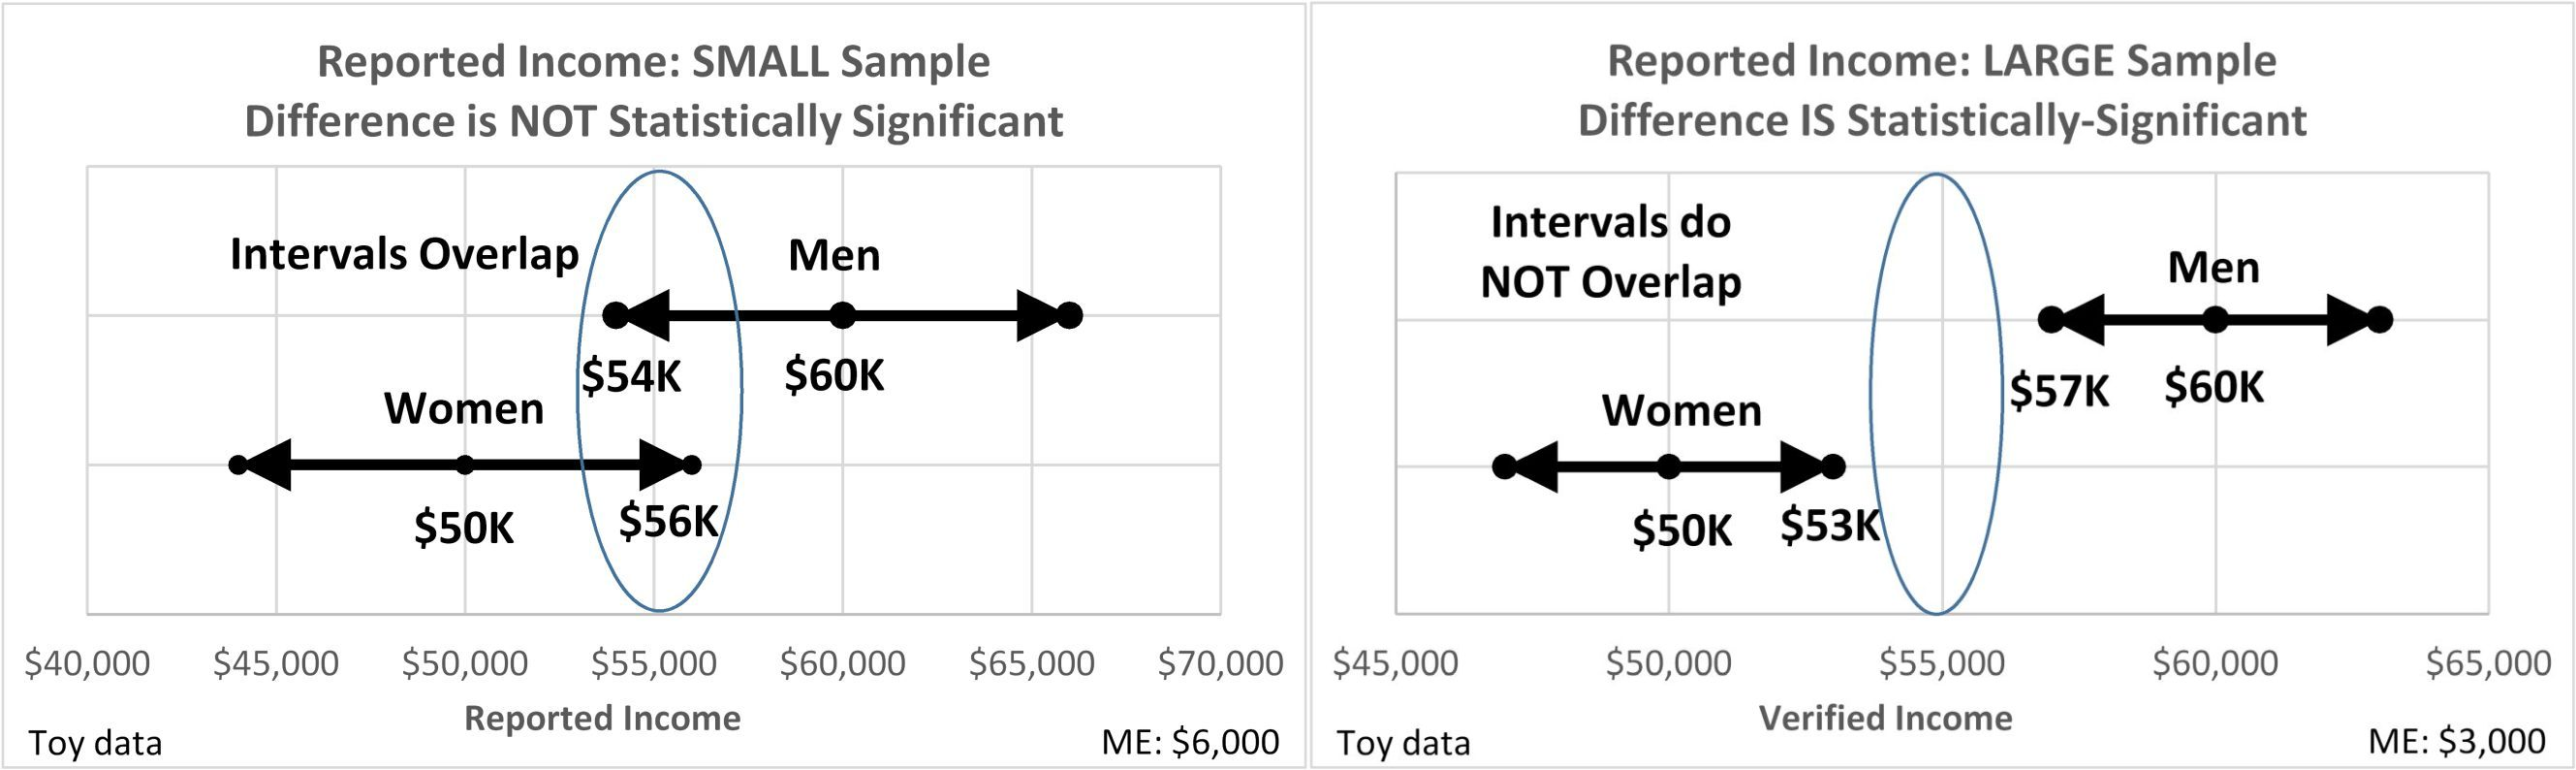 Reported Income: SMALL Sample
Difference is NOT Statistically Significant
Intervals Overlap
Men
$54K
$60K
Women
$50K
$56K
$40,000 $45,000 $50,000 $55,000 $60,000 $65,000 $70,000
Reported Income
Toy data
ME: $6,000
Reported Income: LARGE Sample
Difference IS Statistically-Significant
Intervals do
NOT Overlap
Men
$57K
$60K
Women
$50K
$53K
$45,000 $50,000 $55,000 $60,000 $65,000
Verified Income
Toy data
ME: $3,000